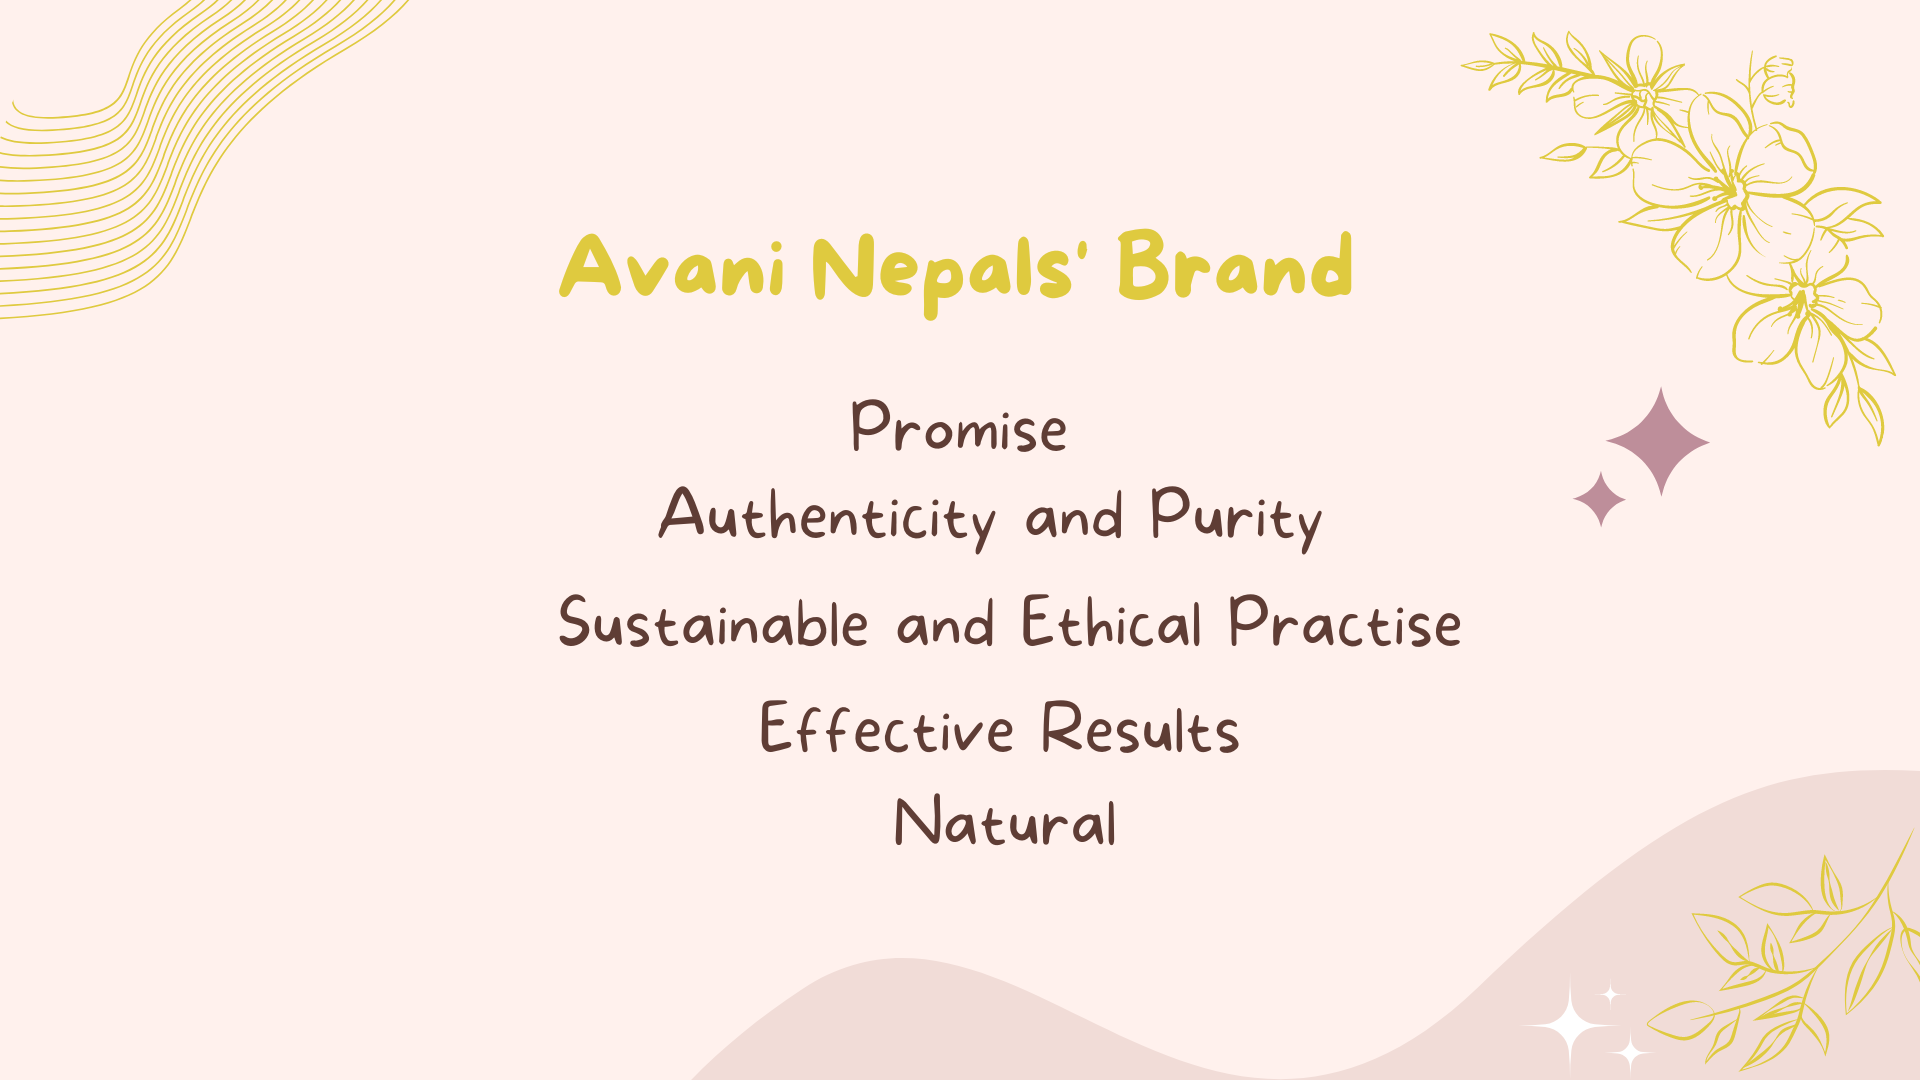 Avani Nepals' Brand
Promise
Authenticity and Purity
Sustainable and Ethical Practise
Effective Results
Natural